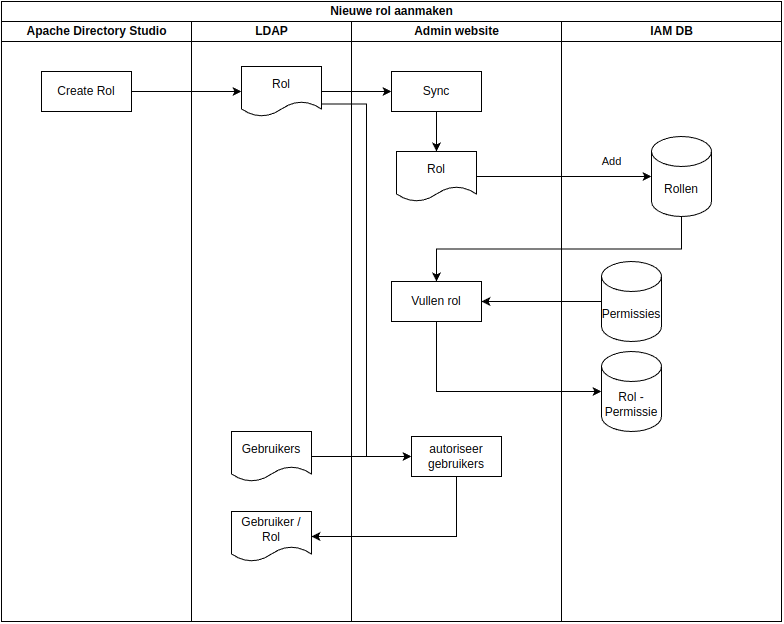 Nieuwe rol aanmaken
Apache Directory Studio
LDAP
Admin website
IAM DB
Create Rol
Rol
Sync
Rol
Add
Rollen
Vullen rol
Permissies
Rol -
Permissie
Gebruikers
autoriseer
gebruikers
Gebruiker /
Rol